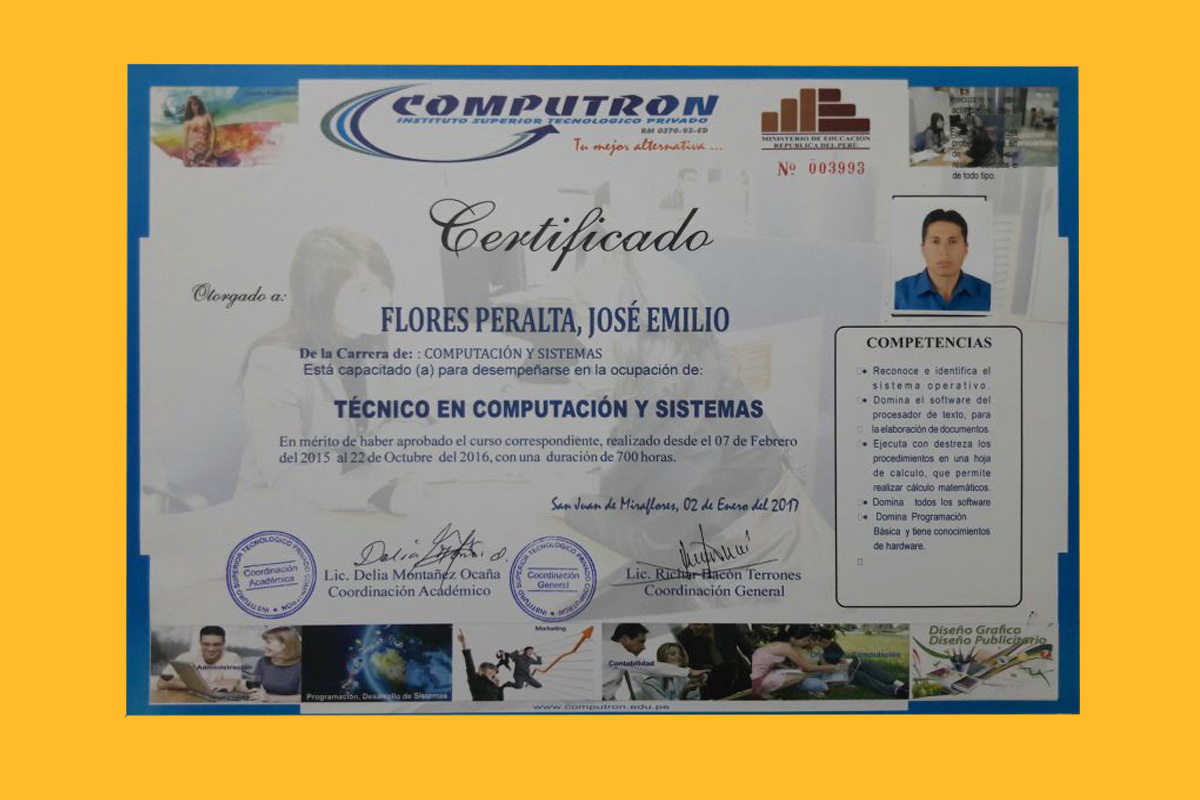 COMPUTRON
INSTITUTO SUPERIOR TECNOLOGICO PRIVADO
RM 0270-93-ED
Tu mejor alternativa ...
MINISTERIO DE EDUCACIÓN
REPUBLICA DEL PERÚ
Nº 003993
de todo tipo.
Certificado
Otorgado a:
FLORES PERALTA, JOSÉ EMILIO
De la Carrera de: : COMPUTACIÓN Y SISTEMAS
Está capacitado (a) para desempeñarse en la ocupación de:
TÉCNICO EN COMPUTACIÓN Y SISTEMAS
En mérito de haber aprobado el curso correspondiente, realizado desde el 07 de Febrero
del 2015 al 22 de Octubre del 2016, con una duración de 700 horas.
San Juan de Miraflores, 02 de Enero del 2017
COMPETENCIAS
Reconoce e identifica el
sistema operativo.
Domina el software del
procesador de texto, para
la elaboración de documentos.
Ejecuta con destreza los
procedimientos en una hoja
de calculo, que permite
realizar cálculo matemáticos.
Domina todos los software
Domina Programación
Básica y tiene conocimientos
de hardware.
INSTITUTO SUPERIOR TECNOLOGICO PRIVADO COMPUTRON
Coordinación
Académica
Lic. Delia Montañez Ocaña
Coordinación Académico
INSTITUTO SUPERIOR TECNOLOGICO PRIVADO COMPUTRON
Coordinación
General
Lic. Richar Bacón Terrones
Coordinación General
Administración
Programación, Desarrollo de Sistemas
Marketing
Contabilidad
Computación
Diseño Grafico
Diseño Publicitario
www.computron.edu.pe